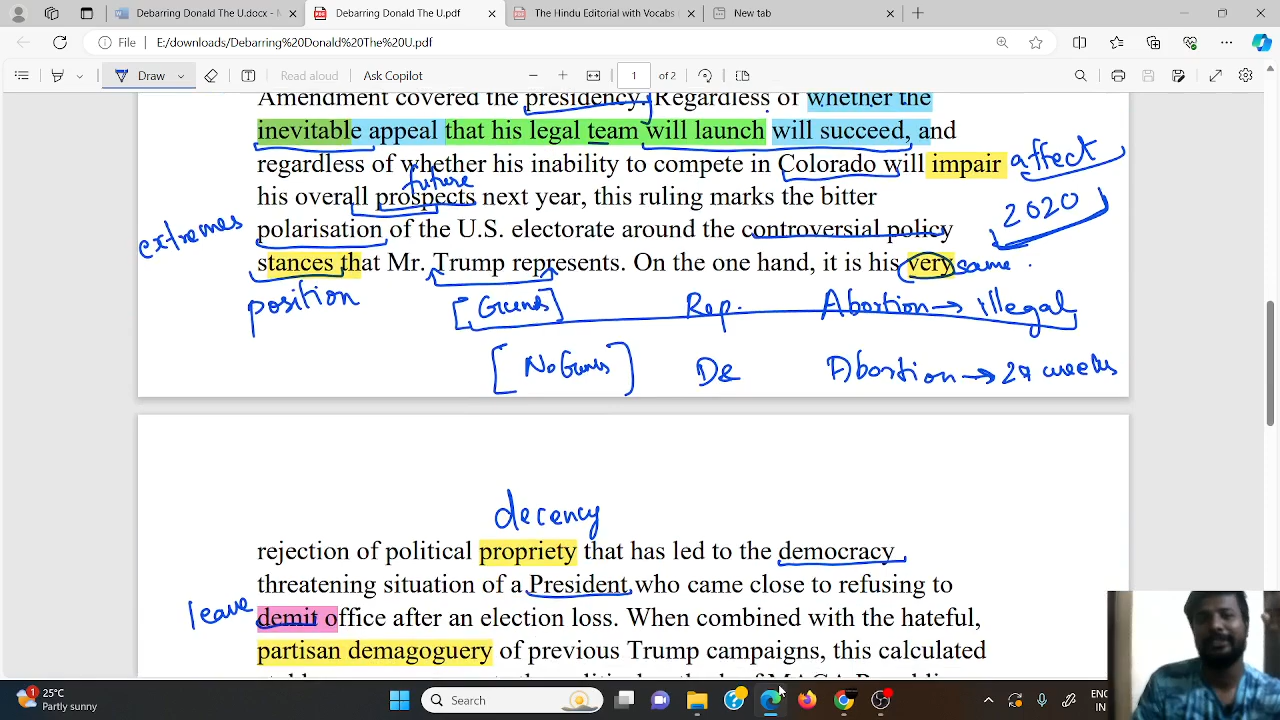 Debarring Donald The U.docx - M
Debarring Donald The U.pdf
The Hindu Editorial with Vocabs
New tab
File
E:/downloads/Debarring%20Donald%20The%20U.pdf
Draw
Read aloud
Ask Copilot
1
of 2
Amendment covered the presidency. Regardless of whether the
inevitable appeal that his legal team will launch will succeed, and
regardless of whether his inability to compete in Colorado will impair affect
future
his overall prospects next year, this ruling marks the bitter
2020
extremes
polarisation of the U.S. electorate around the controversial policy
stances that Mr. Trump represents. On the one hand, it is his very same
position
[Guns] Rep. Abortion → illegal
[No Guns] De Abortion → 24 weeks
decency
rejection of political propriety that has led to the democracy
threatening situation of a President who came close to refusing to
leave
demit office after an election loss. When combined with the hateful,
partisan demagoguery of previous Trump campaigns, this calculated
1
25°C
Partly sunny
Search
ENG
IN